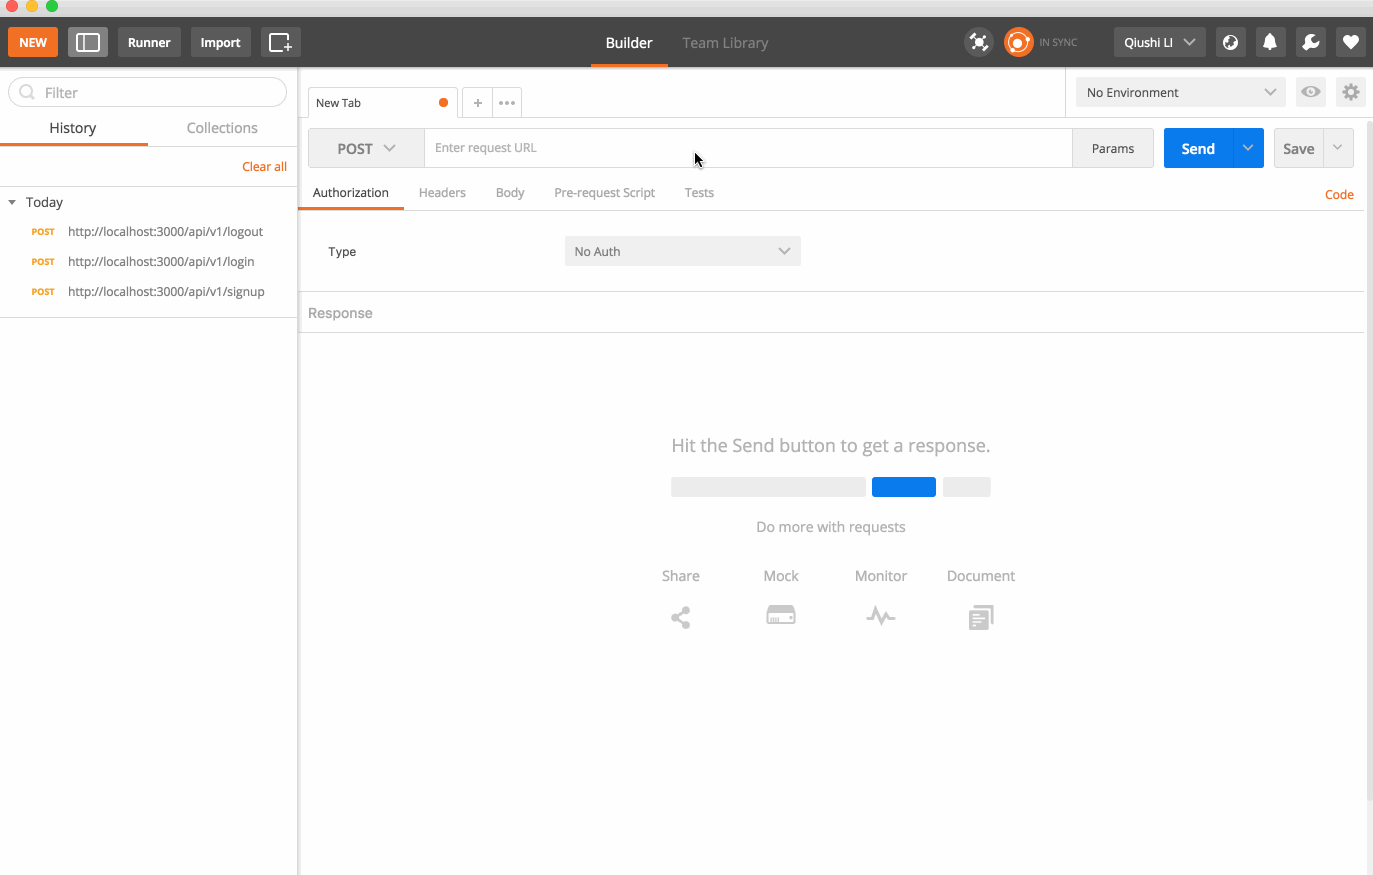 NEW Runner Import Builder Team Library IN SYNC Qiushi LI
Filter
History Collections
Clear all
Today
POST http://localhost:3000/api/v1/logout
POST http://localhost:3000/api/v1/login
POST http://localhost:3000/api/v1/signup
New Tab + ••• No Environment
POST Enter request URL Params Send Save
Authorization Headers Body Pre-request Script Tests Code
Type No Auth
Response
Hit the Send button to get a response.
Do more with requests
Share Mock Monitor Document